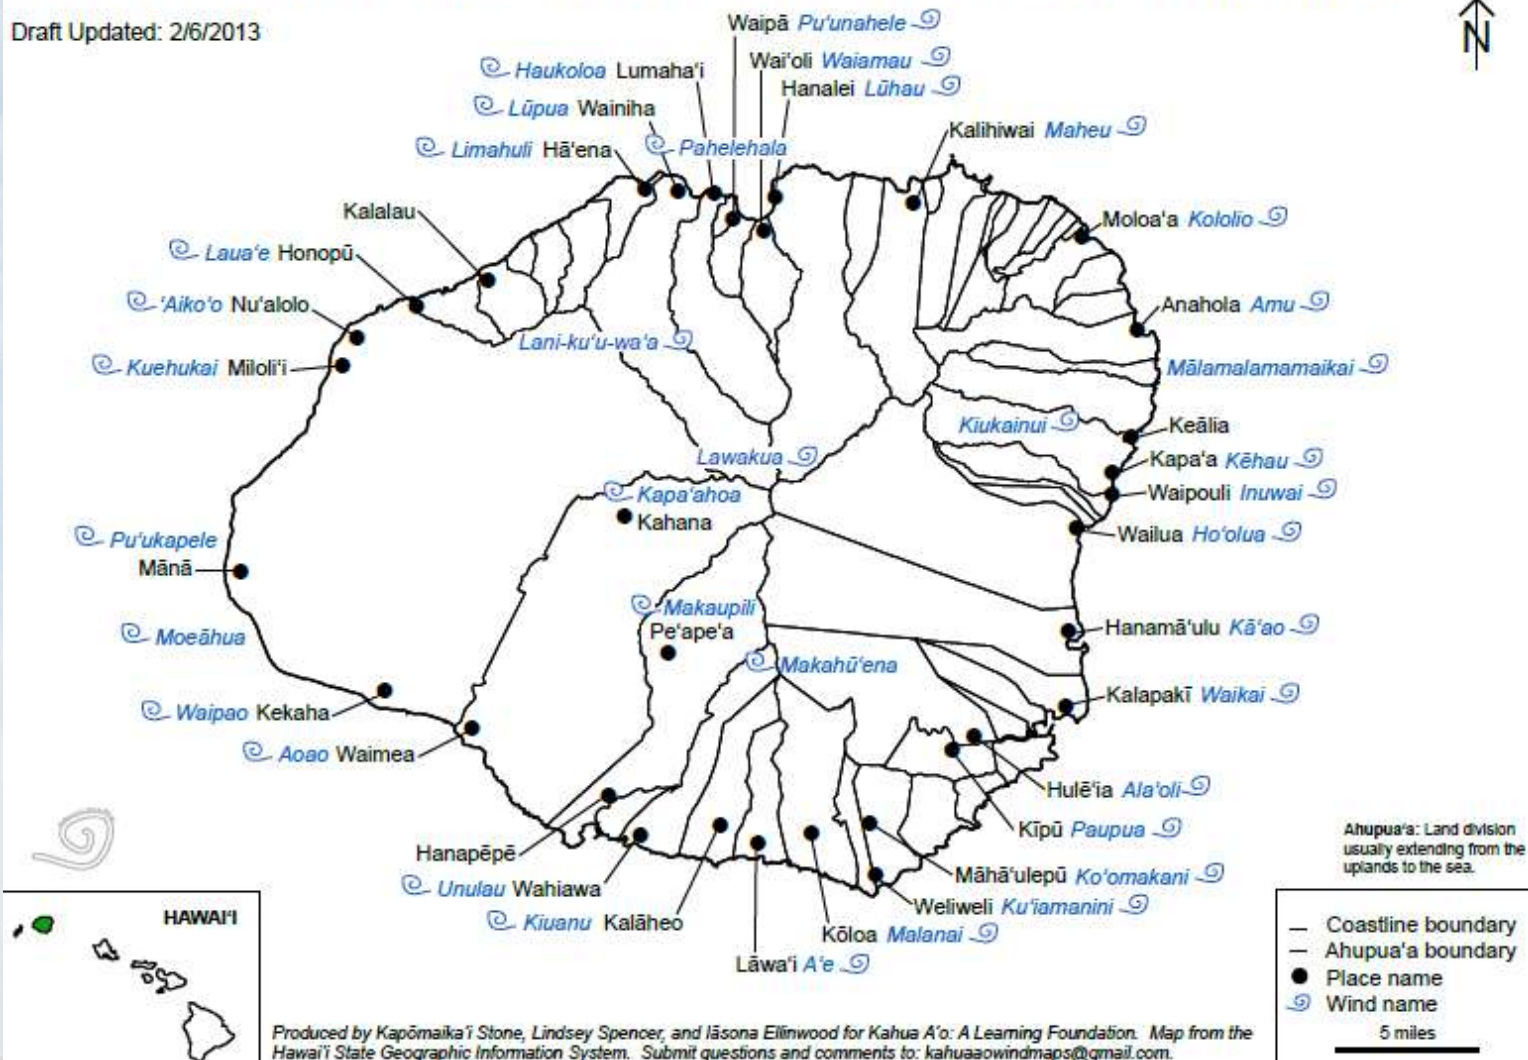 Draft Updated: 2/6/2013
N
Waipā Pu'unahele
Wai'oli Waiamau
Haukoloa Lumaha'i
Hanalei Lūhau
Lūpua Wainiha
Kalihiwai Maheu
Limahuli Hā'ena
Pahelehala
Kalalau
Moloa'a Kololio
Laua'e Honopū
'Aiko'o Nu'alolo
Anahola Amu
Lani-ku'u-wa'a
Kuehukai Miloli'i
Mālamalamamaikai
Kiukainui
Keālia
Lawakua
Kapa'a Kēhau
Kapa'ahoa
Waipouli Inuwai
Kahana
Wailua Ho'olua
Pu'ukapele
Mānā
Makaupili
Pe'ape'a
Hanamā'ulu Kā'ao
Moeāhua
Makahū'ena
Kalapakī Waikai
Waipao Kekaha
Aoao Waimea
Hulē'ia Ala'oli
Kīpū Paupua
Hanapēpē
Māhā'ulepū Ko'omakani
Unulau Wahiawa
Weliweli Ku'iamanini
Kiuanu Kalāheo
Kōloa Malanai
Lāwa'i A'e
Ahupua'a: Land division
usually extending from the
uplands to the sea.
HAWAI'I
Coastline boundary
Ahupua'a boundary
Place name
Wind name
5 miles
Produced by Kapōmaika'i Stone, Lindsey Spencer, and Iāsona Ellinwood for Kahua A'o: A Learning Foundation. Map from the
Hawai'i State Geographic Information System. Submit questions and comments to: kahuaaowindmaps@gmail.com.